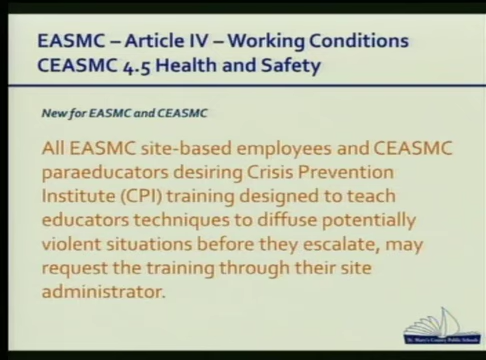 EASMC – Article IV – Working Conditions
CEASMC 4.5 Health and Safety
New for EASMC and CEASMC
All EASMC site-based employees and CEASMC
paraeducators desiring Crisis Prevention
Institute (CPI) training designed to teach
educators techniques to diffuse potentially
violent situations before they escalate, may
request the training through their site
administrator.
St. Mary's County Public Schools